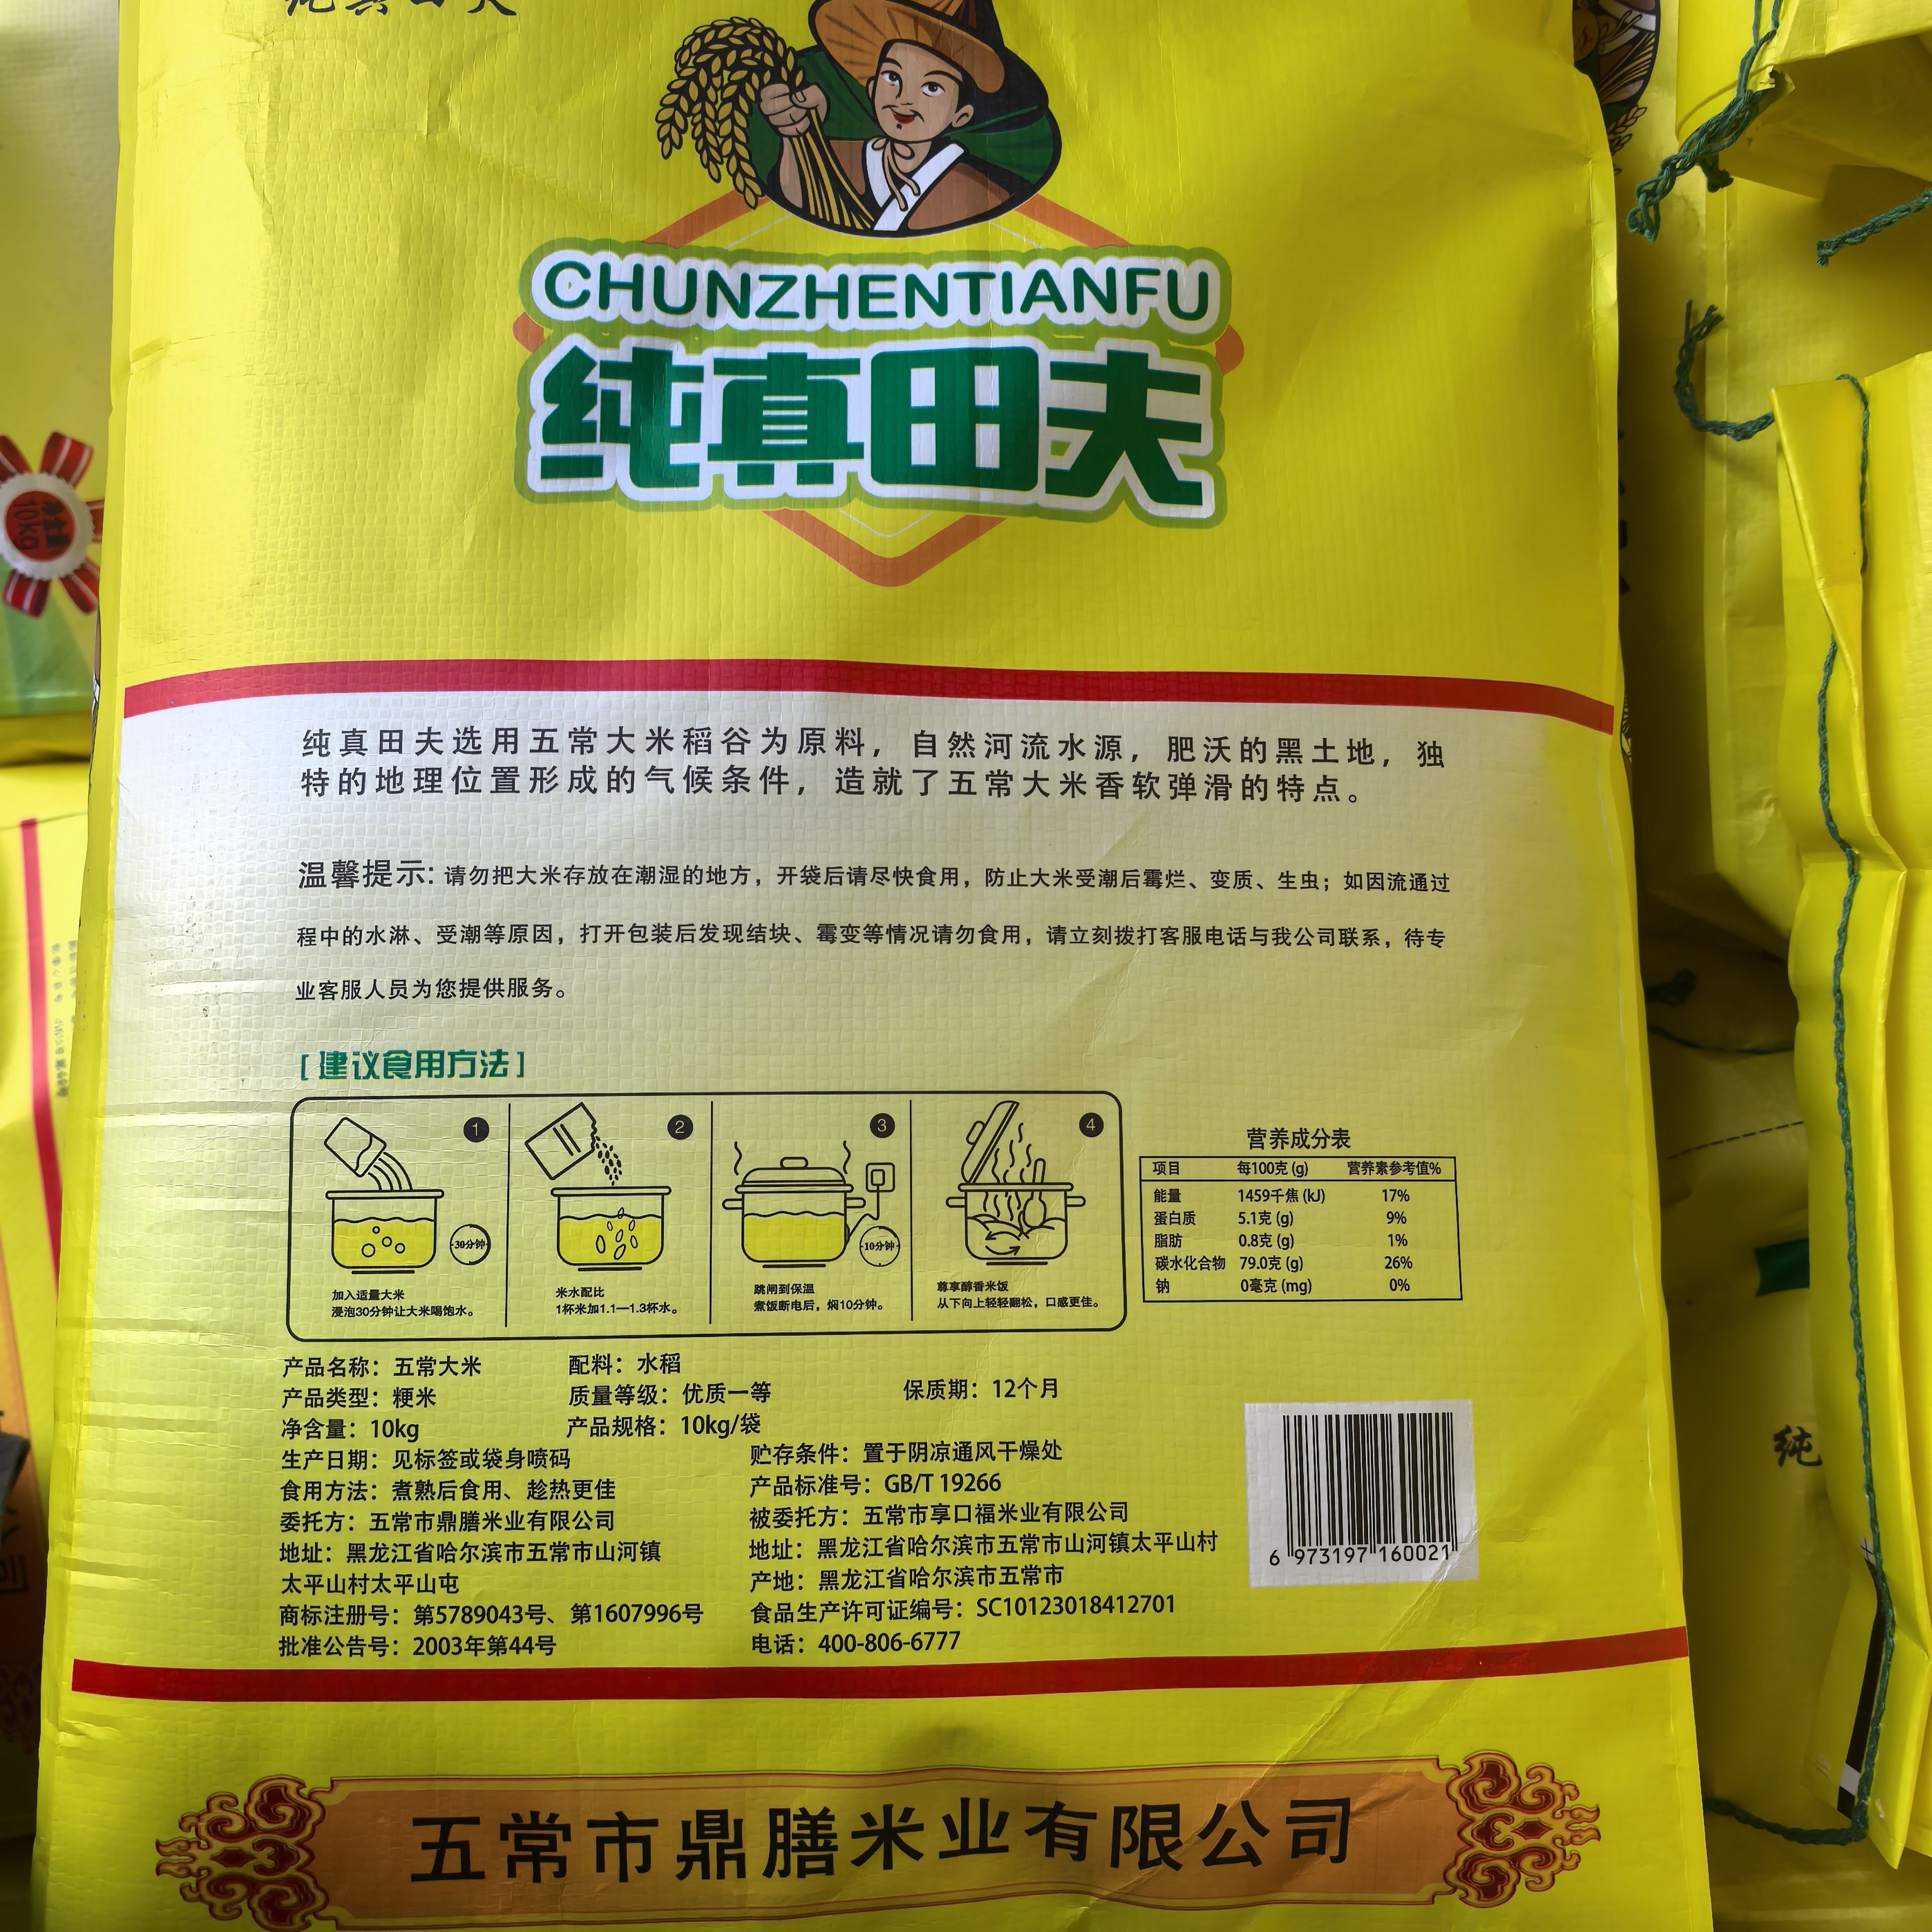 纯真田夫
CHUNZHENTIANFU
纯真田夫
10kg
纯真田夫选用五常大米稻谷为原料，自然河流水源，肥沃的黑土地，独
特的地理位置形成的气候条件，造就了五常大米香软弹滑的特点。
温馨提示: 请勿把大米存放在潮湿的地方，开袋后请尽快食用，防止大米受潮后霉烂、变质、生虫；如因流通过
程中的水淋、受潮等原因，打开包装后发现结块、霉变等情况请勿食用，请立刻拨打客服电话与我公司联系，待专
业客服人员为您提供服务。
[建议食用方法]
1
30分钟
加入适量大米
浸泡30分钟让大米喝饱水。
2
米水配比
1杯米加1.1—1.3杯水。
3
10分钟
跳闸到保温
煮饭断电后，焖10分钟。
4
尊享醇香米饭
从下向上轻轻翻松，口感更佳。
营养成分表
项目 每100克 (g) 营养素参考值%
能量 1459千焦 (kJ) 17%
蛋白质 5.1克 (g) 9%
脂肪 0.8克 (g) 1%
碳水化合物 79.0克 (g) 26%
钠 0毫克 (mg) 0%
产品名称：五常大米 配料：水稻
产品类型：粳米 质量等级：优质一等 保质期：12个月
净含量：10kg 产品规格：10kg/袋
生产日期：见标签或袋身喷码
食用方法：煮熟后食用、趁热更佳
委托方：五常市鼎膳米业有限公司
地址：黑龙江省哈尔滨市五常市山河镇
太平山村太平山屯
商标注册号：第5789043号、第1607996号
批准公告号：2003年第44号
贮存条件：置于阴凉通风干燥处
产品标准号：GB/T 19266
被委托方：五常市享口福米业有限公司
地址：黑龙江省哈尔滨市五常市山河镇太平山村
产地：黑龙江省哈尔滨市五常市
食品生产许可证编号：SC10123018412701
电话：400-806-6777
6 973197 160021
纯
五常市鼎膳米业有限公司